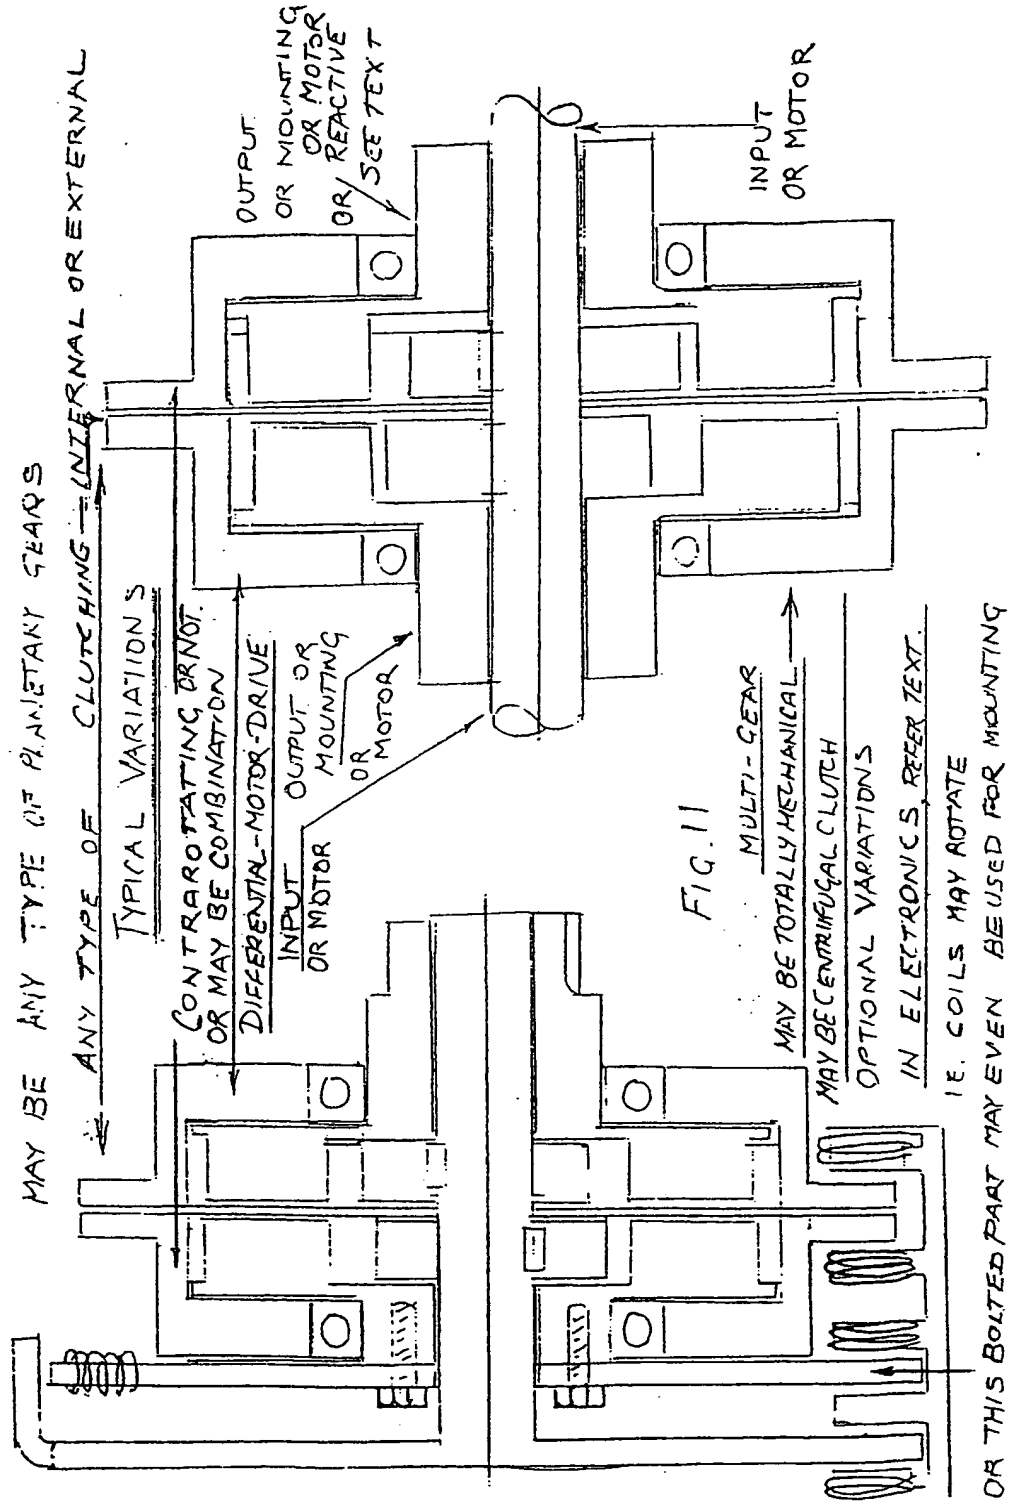 MAY BE ANY TYPE OF PLANETARY GEARS
ANY TYPE OF CLUTCHING - INTERNAL OR EXTERNAL
TYPICAL VARIATIONS
CONTRAROTATING OR NOT.
OR MAY BE COMBINATION
DIFFERENTIAL-MOTOR-DRIVE
INPUT
OR MOTOR
OUTPUT OR
MOUNTING
OR
MOTOR
OUTPUT
OR MOUNTING
OR MOTOR
OR REACTIVE
SEE TEXT
INPUT
OR MOTOR
FIG.11
MULTI-GEAR
MAY BE TOTALLY MECHANICAL
MAY BE CENTRIFUGAL CLUTCH
OPTIONAL VARIATIONS
IN ELECTRONICS, REFER TEXT.
IE. COILS MAY ROTATE
OR THIS BOLTED PART MAY EVEN BE USED FOR MOUNTING